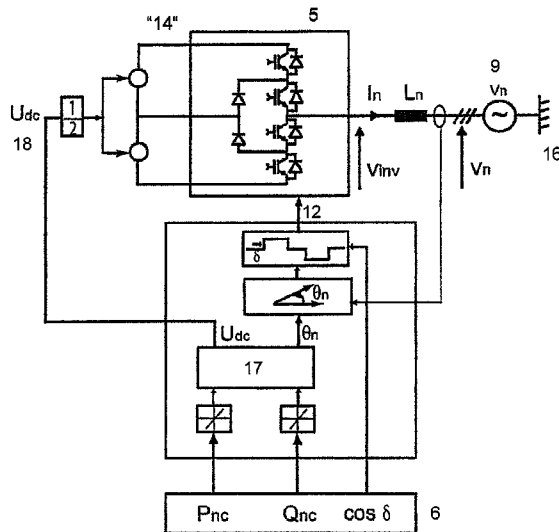 "14"
5
9
Udc
1
2
In
Ln
Vn
~
18
16
Vinv
Vn
12
δ
θn
Udc
θn
17
Pnc
Qnc
cos δ
6